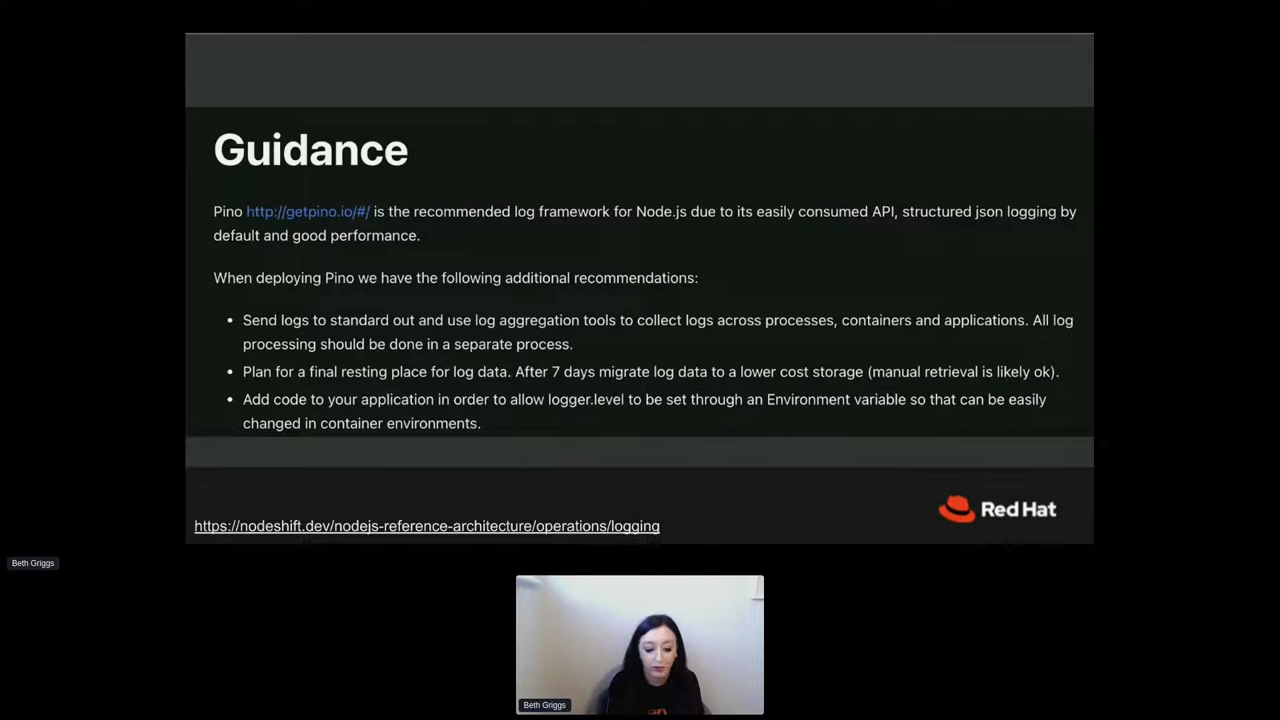 Guidance
Pino http://getpino.io/#/ is the recommended log framework for Node.js due to its easily consumed API, structured json logging by
default and good performance.
When deploying Pino we have the following additional recommendations:
• Send logs to standard out and use log aggregation tools to collect logs across processes, containers and applications. All log
processing should be done in a separate process.
• Plan for a final resting place for log data. After 7 days migrate log data to a lower cost storage (manual retrieval is likely ok).
• Add code to your application in order to allow logger.level to be set through an Environment variable so that can be easily
changed in container environments.
Red Hat
https://nodeshift.dev/nodejs-reference-architecture/operations/logging
Beth Griggs
Beth Griggs